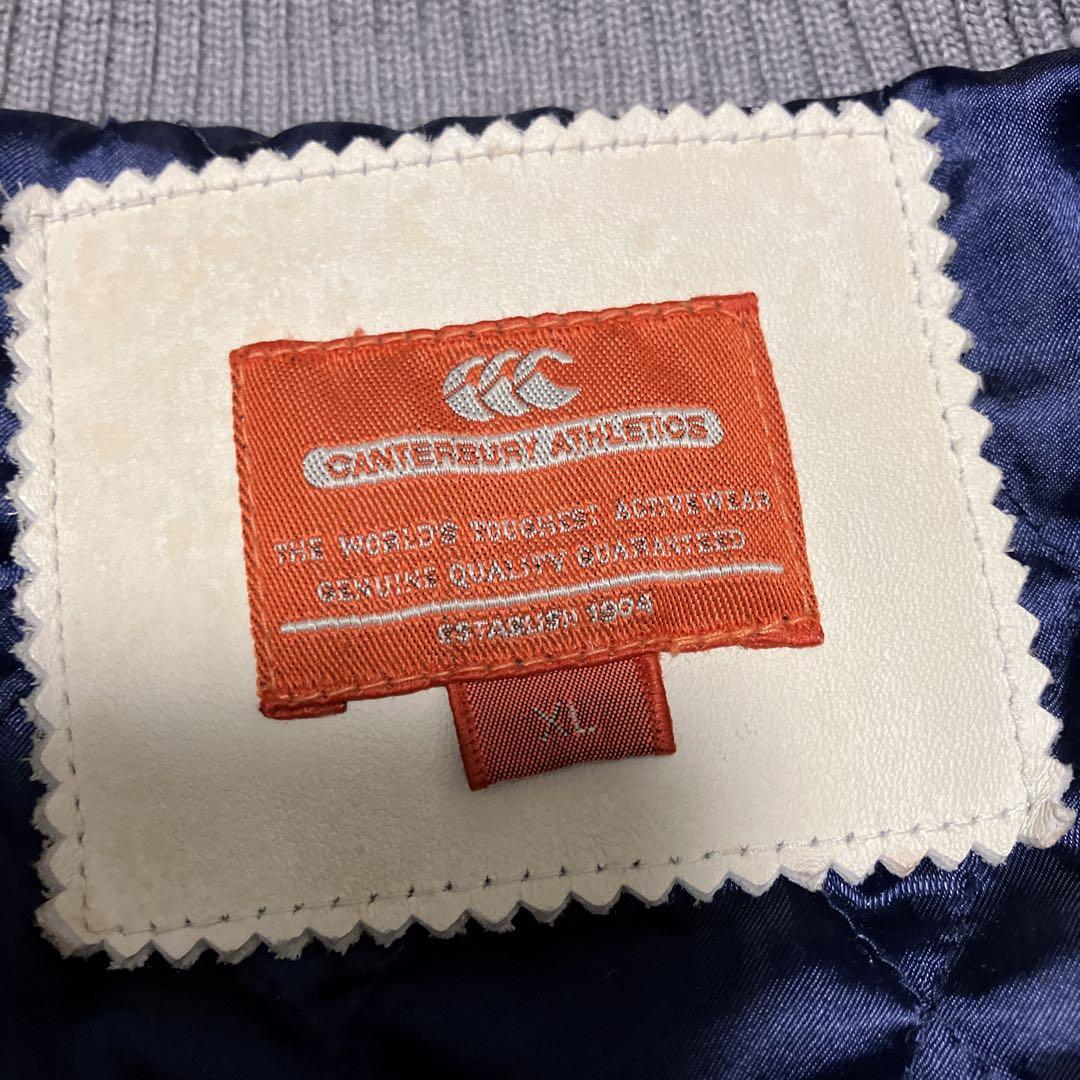 CANTERBURY ATHLETICS
THE WORLD'S TOUGHEST ACTIVEWEAR
GENUINE QUALITY GUARANTEED
ESTABLISH 1904
XL